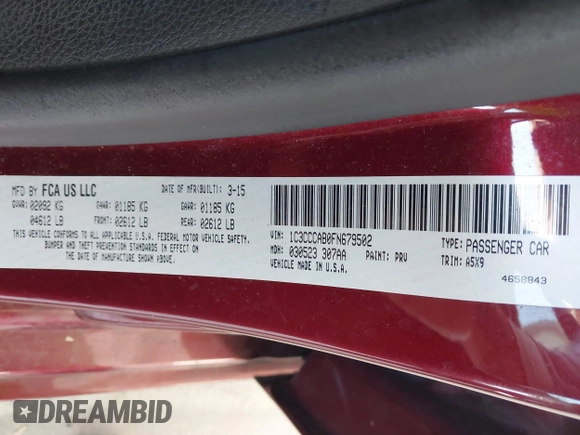 MFD BY FCA US LLC DATE OF MFR(BUILT): 3-15
GVWR: 02092 KG GAWR: 01185 KG GAWR: 01185 KG
04612 LB FRONT: 02612 LB REAR: 02612 LB
THIS CAR CONFORMS TO ALL APPLICABLE U.S.A. FEDERAL MOTOR VEHICLE SAFETY,
BUMPER AND THEFT PREVENTION STANDARDS IN EFFECT ON
THE DATE OF MANUFACTURE SHOWN ABOVE.
VIN: 1C3CCCAB0FN679502 TYPE: PASSENGER CAR
MDH: 030523 307AA PAINT: PRV TRIM: A5X9
VEHICLE MADE IN U.S.A.
4658843
DREAMBID